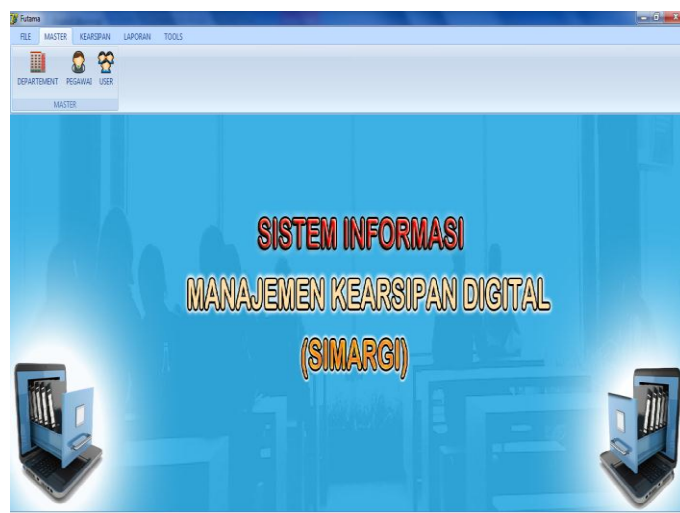 Futama
FILE MASTER KEARSIPAN LAPORAN TOOLS
DEPARTEMENT PEGAWAI USER
MASTER
SISTEM INFORMASI
MANAJEMEN KEARSIPAN DIGITAL
(SIMARGI)